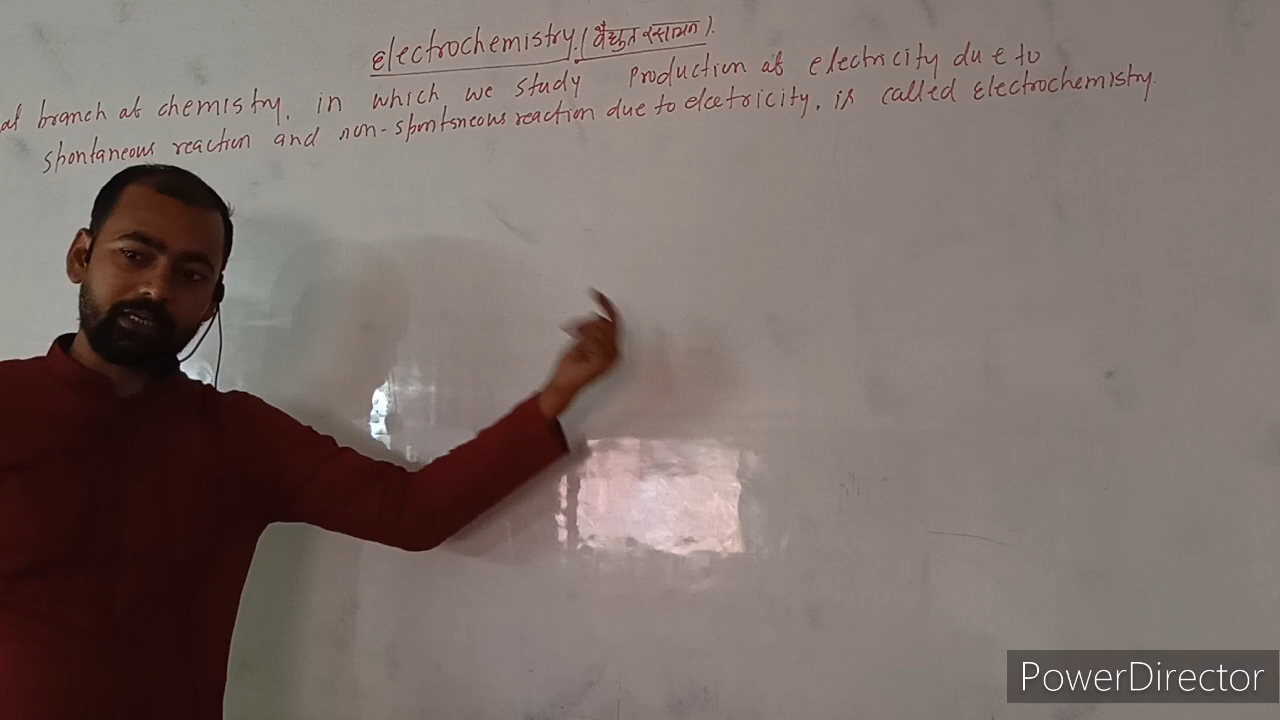 Electrochemistry. (वैद्युत रसायन).
at branch of chemistry, in which we study production of electricity due to
spontaneous reaction and non-spontaneous reaction due to electricity, is called Electrochemistry.
PowerDirector